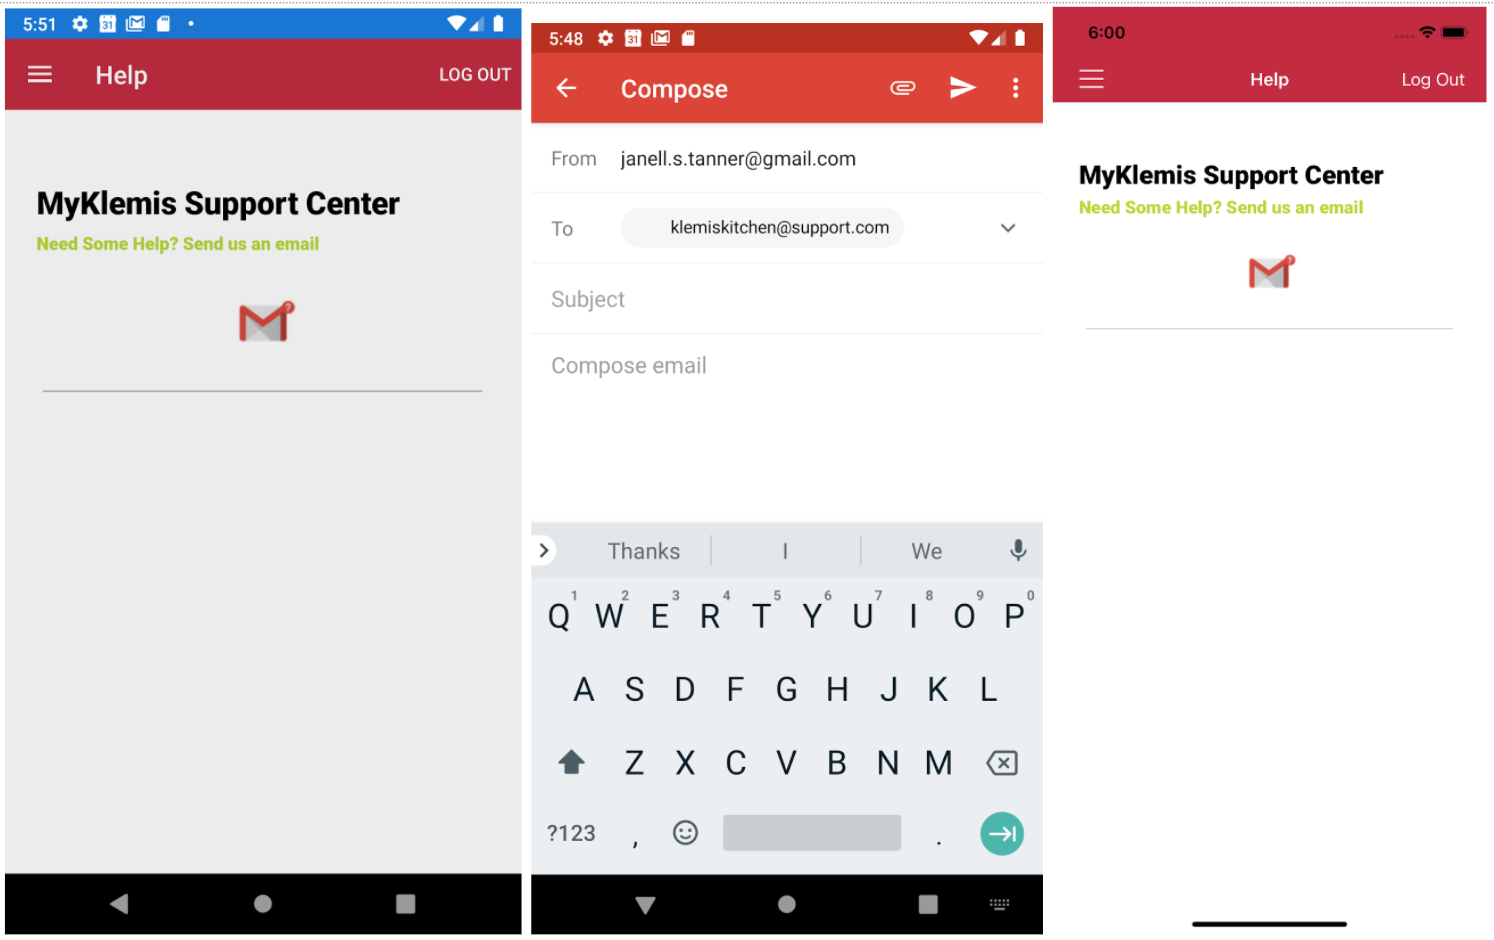 5:51
31
Help
LOG OUT
MyKlemis Support Center
Need Some Help? Send us an email
?
5:48
31
Compose
From janell.s.tanner@gmail.com
To klemiskitchen@support.com
Subject
Compose email
Thanks I We
1 2 3 4 5 6 7 8 9 0
Q W E R T Y U I O P
A S D F G H J K L
Z X C V B N M
?123 , .
6:00
Help
Log Out
MyKlemis Support Center
Need Some Help? Send us an email
?